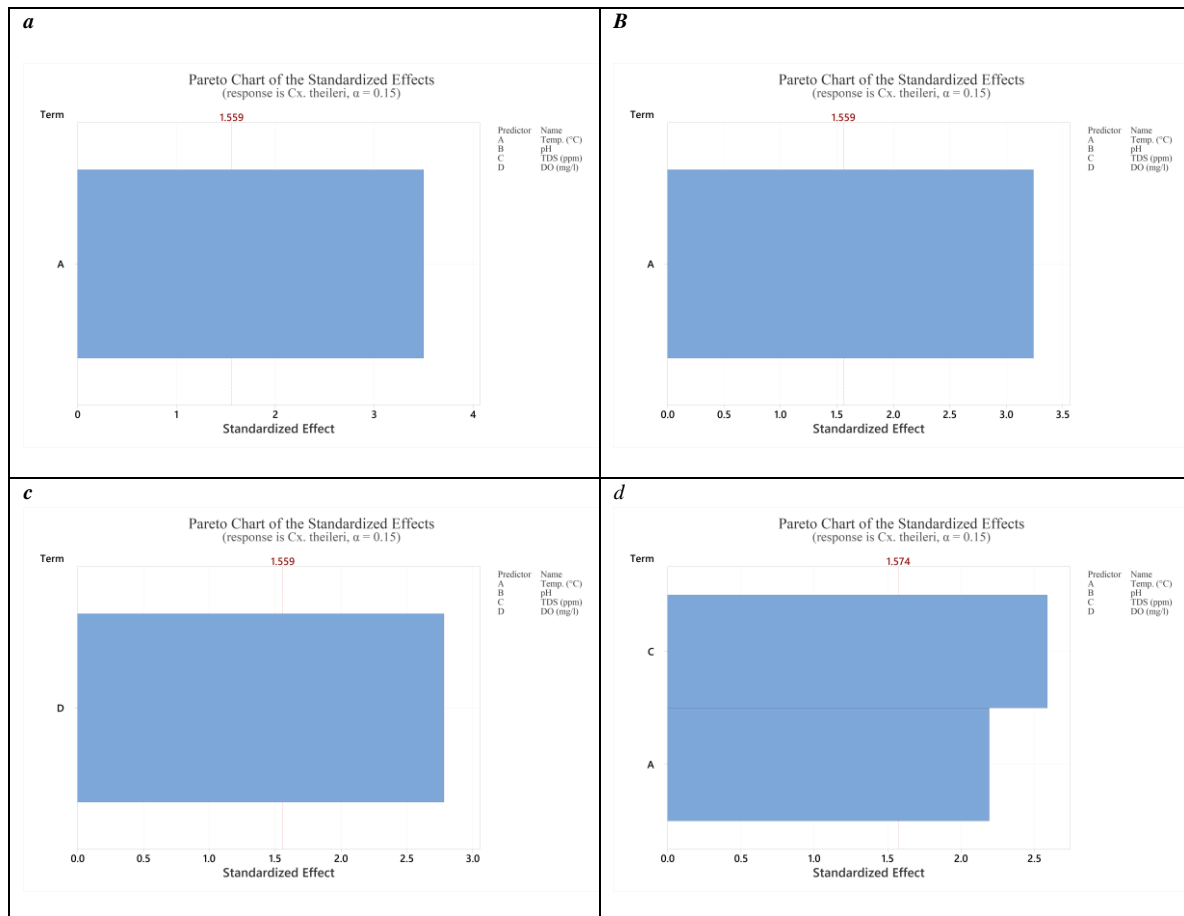 a
Pareto Chart of the Standardized Effects
(response is Cx. theileri, α = 0.15)
Term
1.559
Predictor Name
A Temp. (°C)
B pH
C TDS (ppm)
D DO (mg/l)
A
0 1 2 3 4
Standardized Effect
B
Pareto Chart of the Standardized Effects
(response is Cx. theileri, α = 0.15)
Term
1.559
Predictor Name
A Temp. (°C)
B pH
C TDS (ppm)
D DO (mg/l)
A
0.0 0.5 1.0 1.5 2.0 2.5 3.0 3.5
Standardized Effect
c
Pareto Chart of the Standardized Effects
(response is Cx. theileri, α = 0.15)
Term
1.559
Predictor Name
A Temp. (°C)
B pH
C TDS (ppm)
D DO (mg/l)
D
0.0 0.5 1.0 1.5 2.0 2.5 3.0
Standardized Effect
d
Pareto Chart of the Standardized Effects
(response is Cx. theileri, α = 0.15)
Term
1.574
Predictor Name
A Temp. (°C)
B pH
C TDS (ppm)
D DO (mg/l)
C
A
0.0 0.5 1.0 1.5 2.0 2.5
Standardized Effect